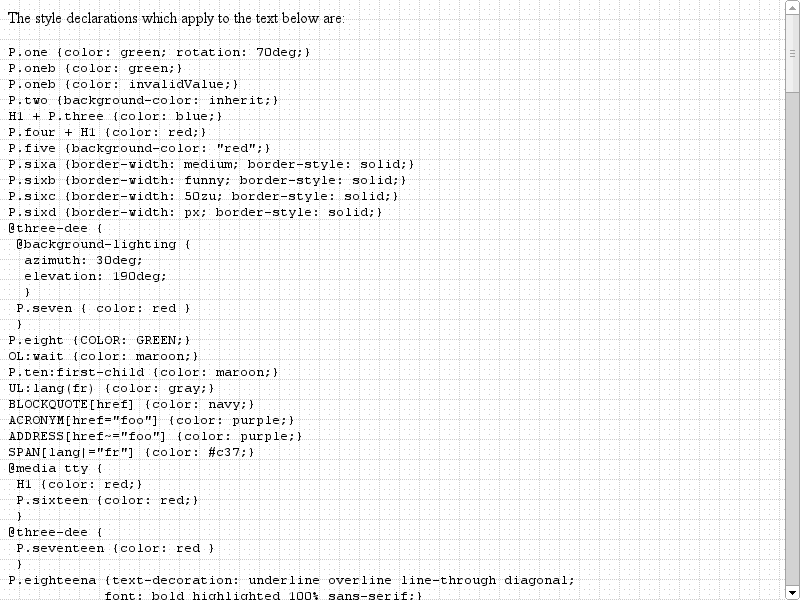 The style declarations which apply to the text below are:
P.one {color: green; rotation: 70deg;}
P.oneb {color: green;}
P.oneb {color: invalidValue;}
P.two {background-color: inherit;}
H1 + P.three {color: blue;}
P.four + H1 {color: red;}
P.five {background-color: "red";}
P.sixa {border-width: medium; border-style: solid;}
P.sixb {border-width: funny; border-style: solid;}
P.sixc {border-width: 50zu; border-style: solid;}
P.sixd {border-width: px; border-style: solid;}
@three-dee {
 @background-lighting {
  azimuth: 30deg;
  elevation: 190deg;
  }
 P.seven { color: red }
 }
P.eight {COLOR: GREEN;}
OL:wait {color: maroon;}
P.ten:first-child {color: maroon;}
UL:lang(fr) {color: gray;}
BLOCKQUOTE[href] {color: navy;}
ACRONYM[href="foo"] {color: purple;}
ADDRESS[href~="foo"] {color: purple;}
SPAN[lang|="fr"] {color: #c37;}
@media tty {
 H1 {color: red;}
 P.sixteen {color: red;}
 }
@three-dee {
 P.seventeen {color: red }
 }
P.eighteena {text-decoration: underline overline line-through diagonal;
            font: bold highlighted 100% sans-serif;}